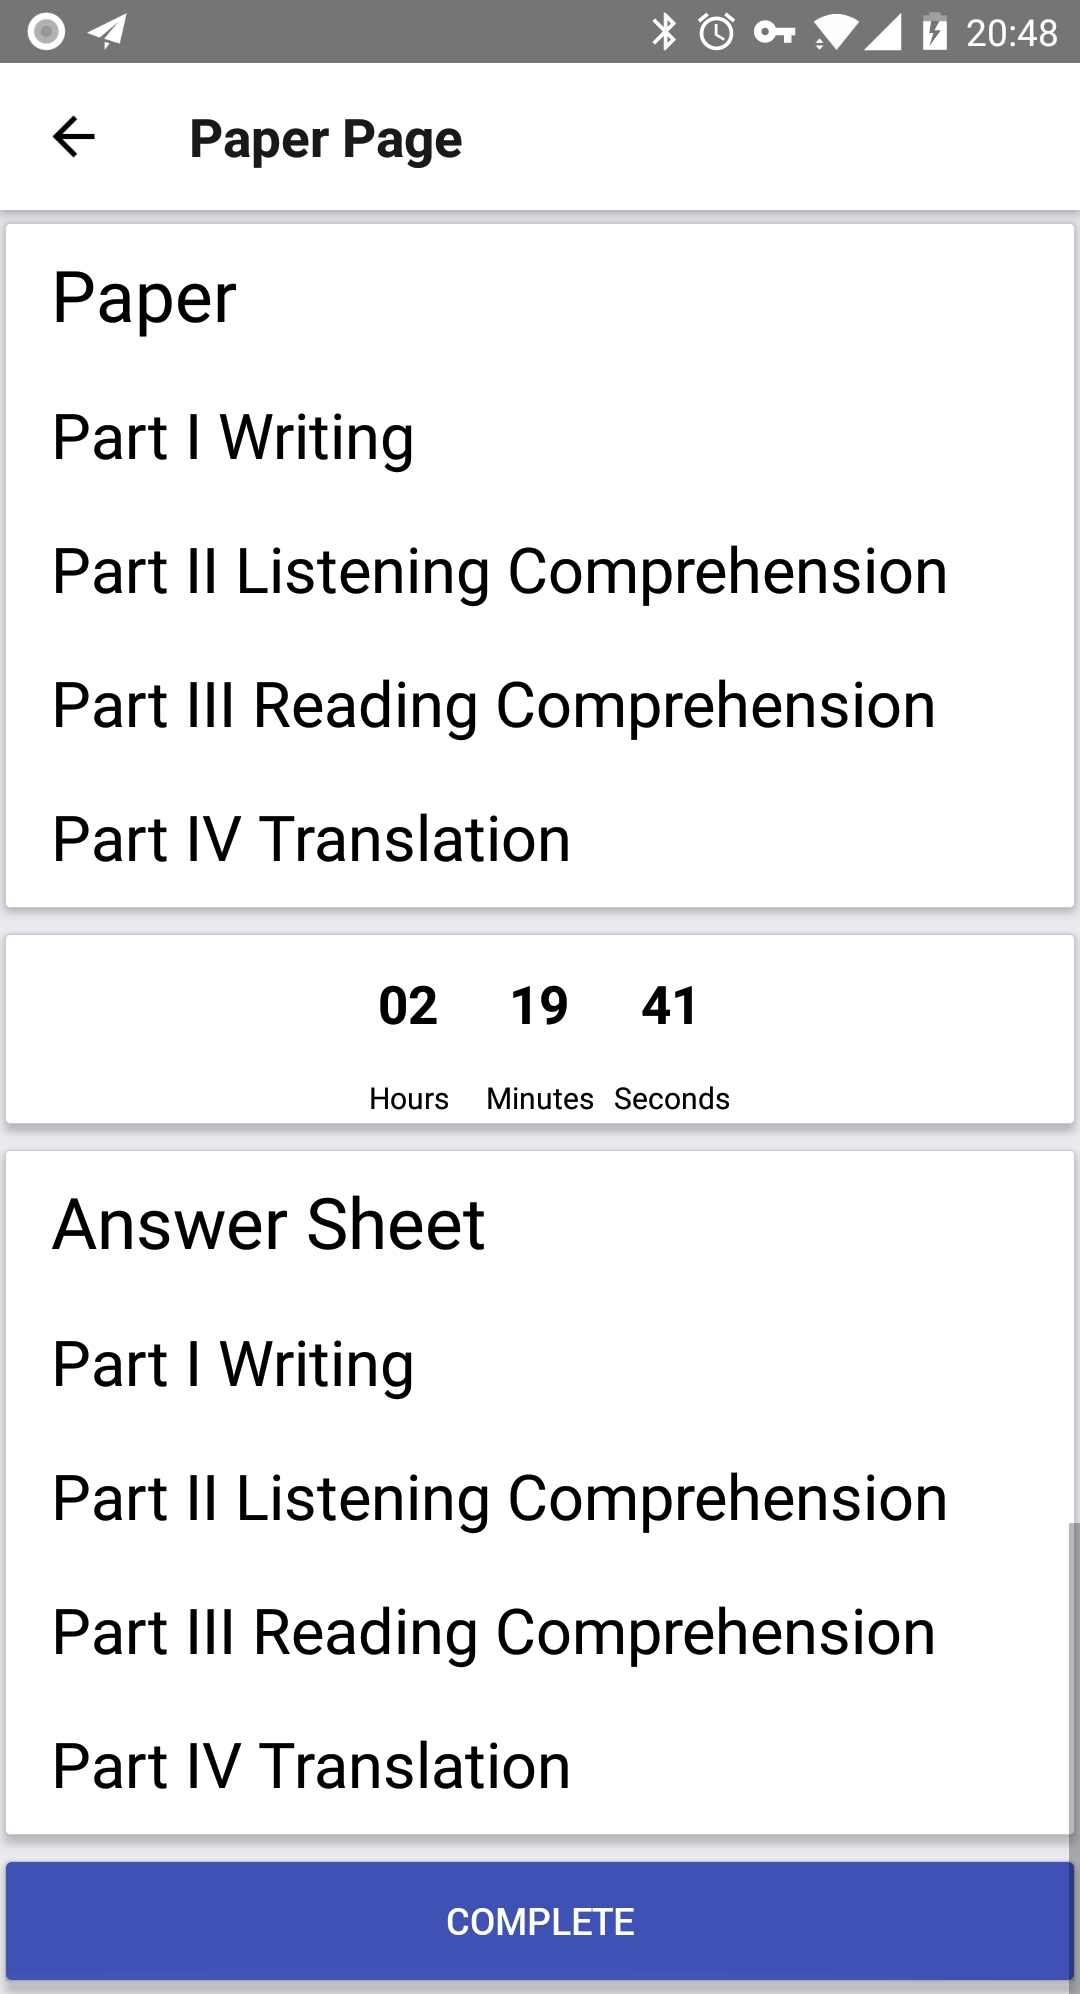 20:48
Paper Page
Paper
Part I Writing
Part II Listening Comprehension
Part III Reading Comprehension
Part IV Translation
02 19 41
Hours Minutes Seconds
Answer Sheet
Part I Writing
Part II Listening Comprehension
Part III Reading Comprehension
Part IV Translation
COMPLETE